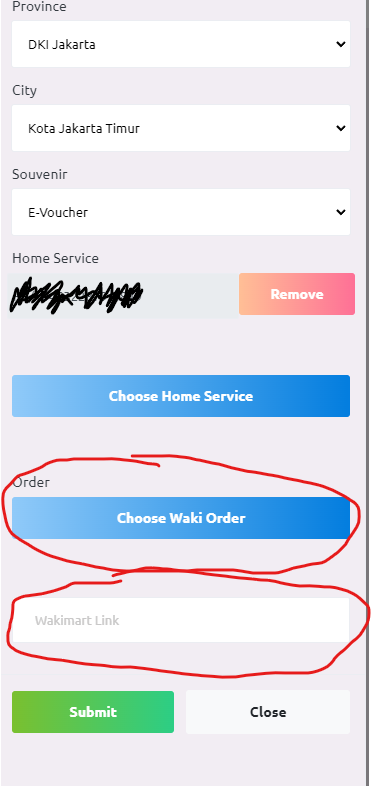 Province
DKI Jakarta
City
Kota Jakarta Timur
Souvenir
E-Voucher
Home Service
Remove
Choose Home Service
Order
Choose Waki Order
Wakimart Link
Submit Close